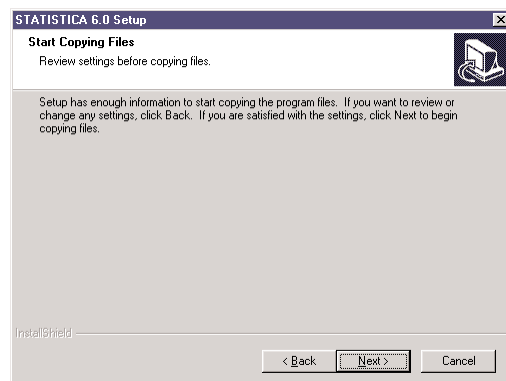 STATISTICA 6.0 Setup
Start Copying Files
Review settings before copying files.
Setup has enough information to start copying the program files. If you want to review or
change any settings, click Back. If you are satisfied with the settings, click Next to begin
copying files.
InstallShield
< Back
Next >
Cancel